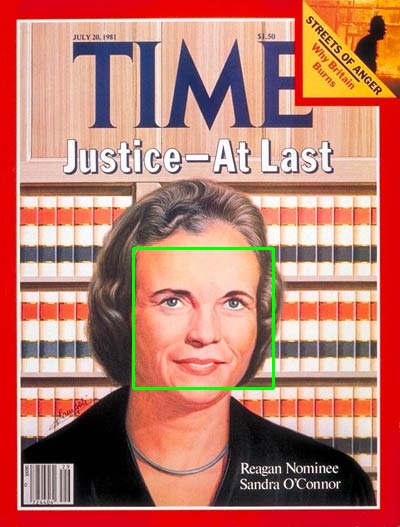 JULY 20, 1981
$1.50
STREETS OF ANGER
Why Britain
Burns
TIME
Justice—At Last
Reagan Nominee
Sandra O'Connor